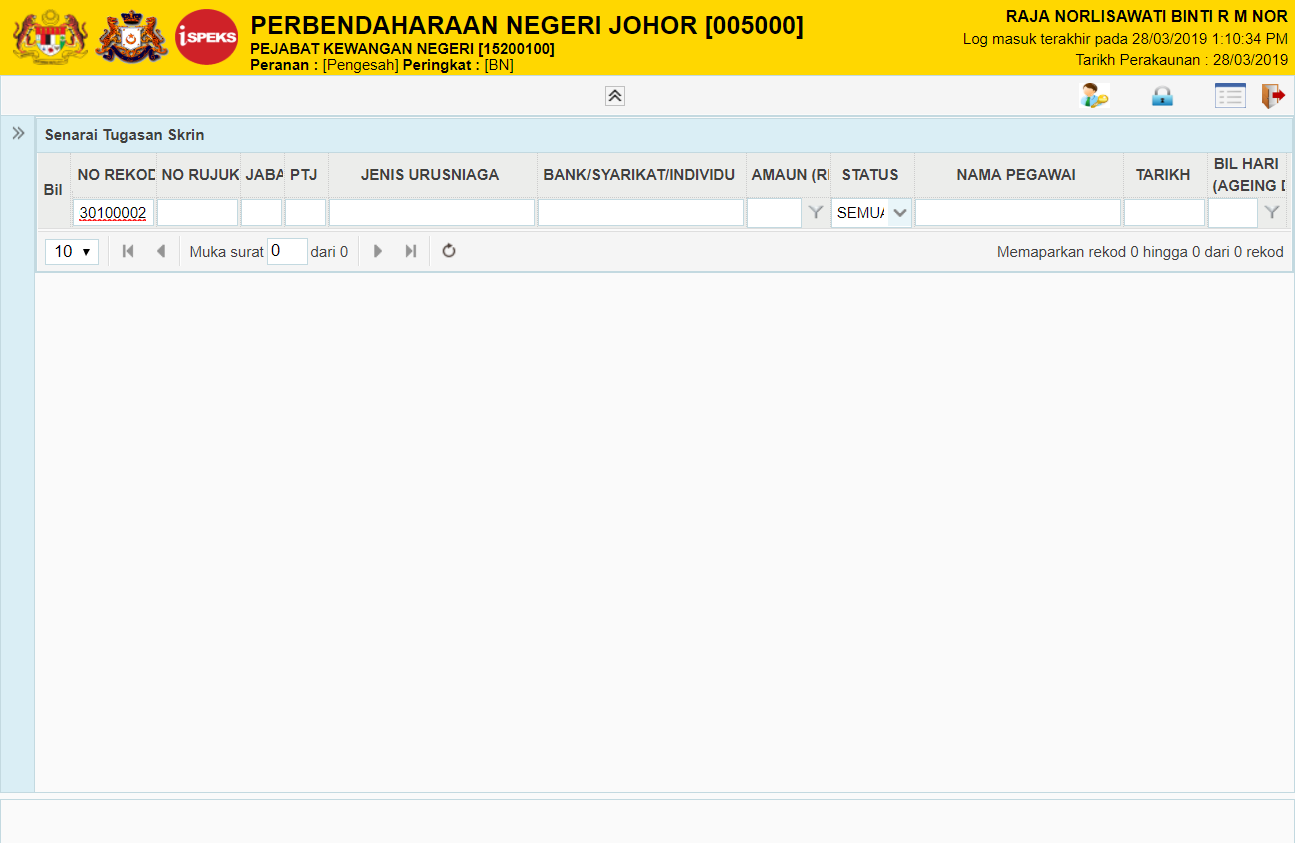 iSPEKS
PERBENDAHARAAN NEGERI JOHOR [005000]
PEJABAT KEWANGAN NEGERI [15200100]
Peranan : [Pengesah] Peringkat : [BN]
RAJA NORLISAWATI BINTI R M NOR
Log masuk terakhir pada 28/03/2019 1:10:34 PM
Tarikh Perakaunan : 28/03/2019
Senarai Tugasan Skrin
Bil NO REKOD NO RUJUK JABA PTJ JENIS URUSNIAGA BANK/SYARIKAT/INDIVIDU AMAUN (RM STATUS NAMA PEGAWAI TARIKH BIL HARI (AGEING D
30100002 SEMUA
10 Muka surat 0 dari 0 Memaparkan rekod 0 hingga 0 dari 0 rekod